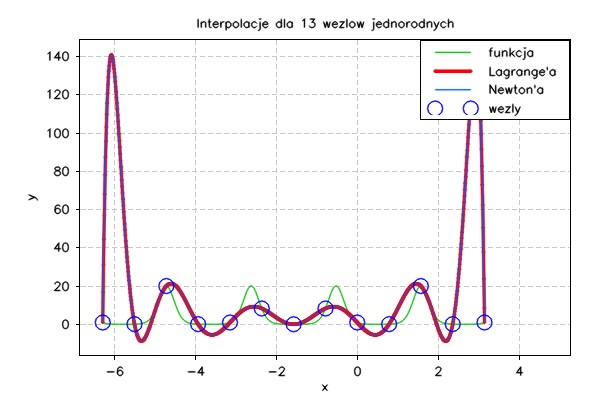 Interpolacje dla 13 wezlow jednorodnych
funkcja
Lagrange'a
Newton'a
wezly
140
120
100
80
60
40
20
0
y
−6 −4 −2 0 2 4
x